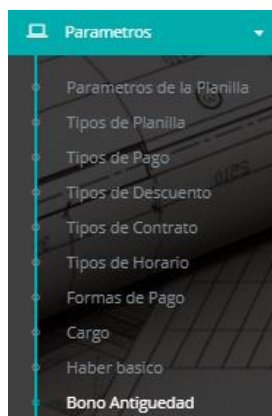 Parametros
Parametros de la Planilla
Tipos de Planilla
Tipos de Pago
Tipos de Descuento
Tipos de Contrato
Tipos de Horario
Formas de Pago
Cargo
Haber basico
Bono Antiguedad